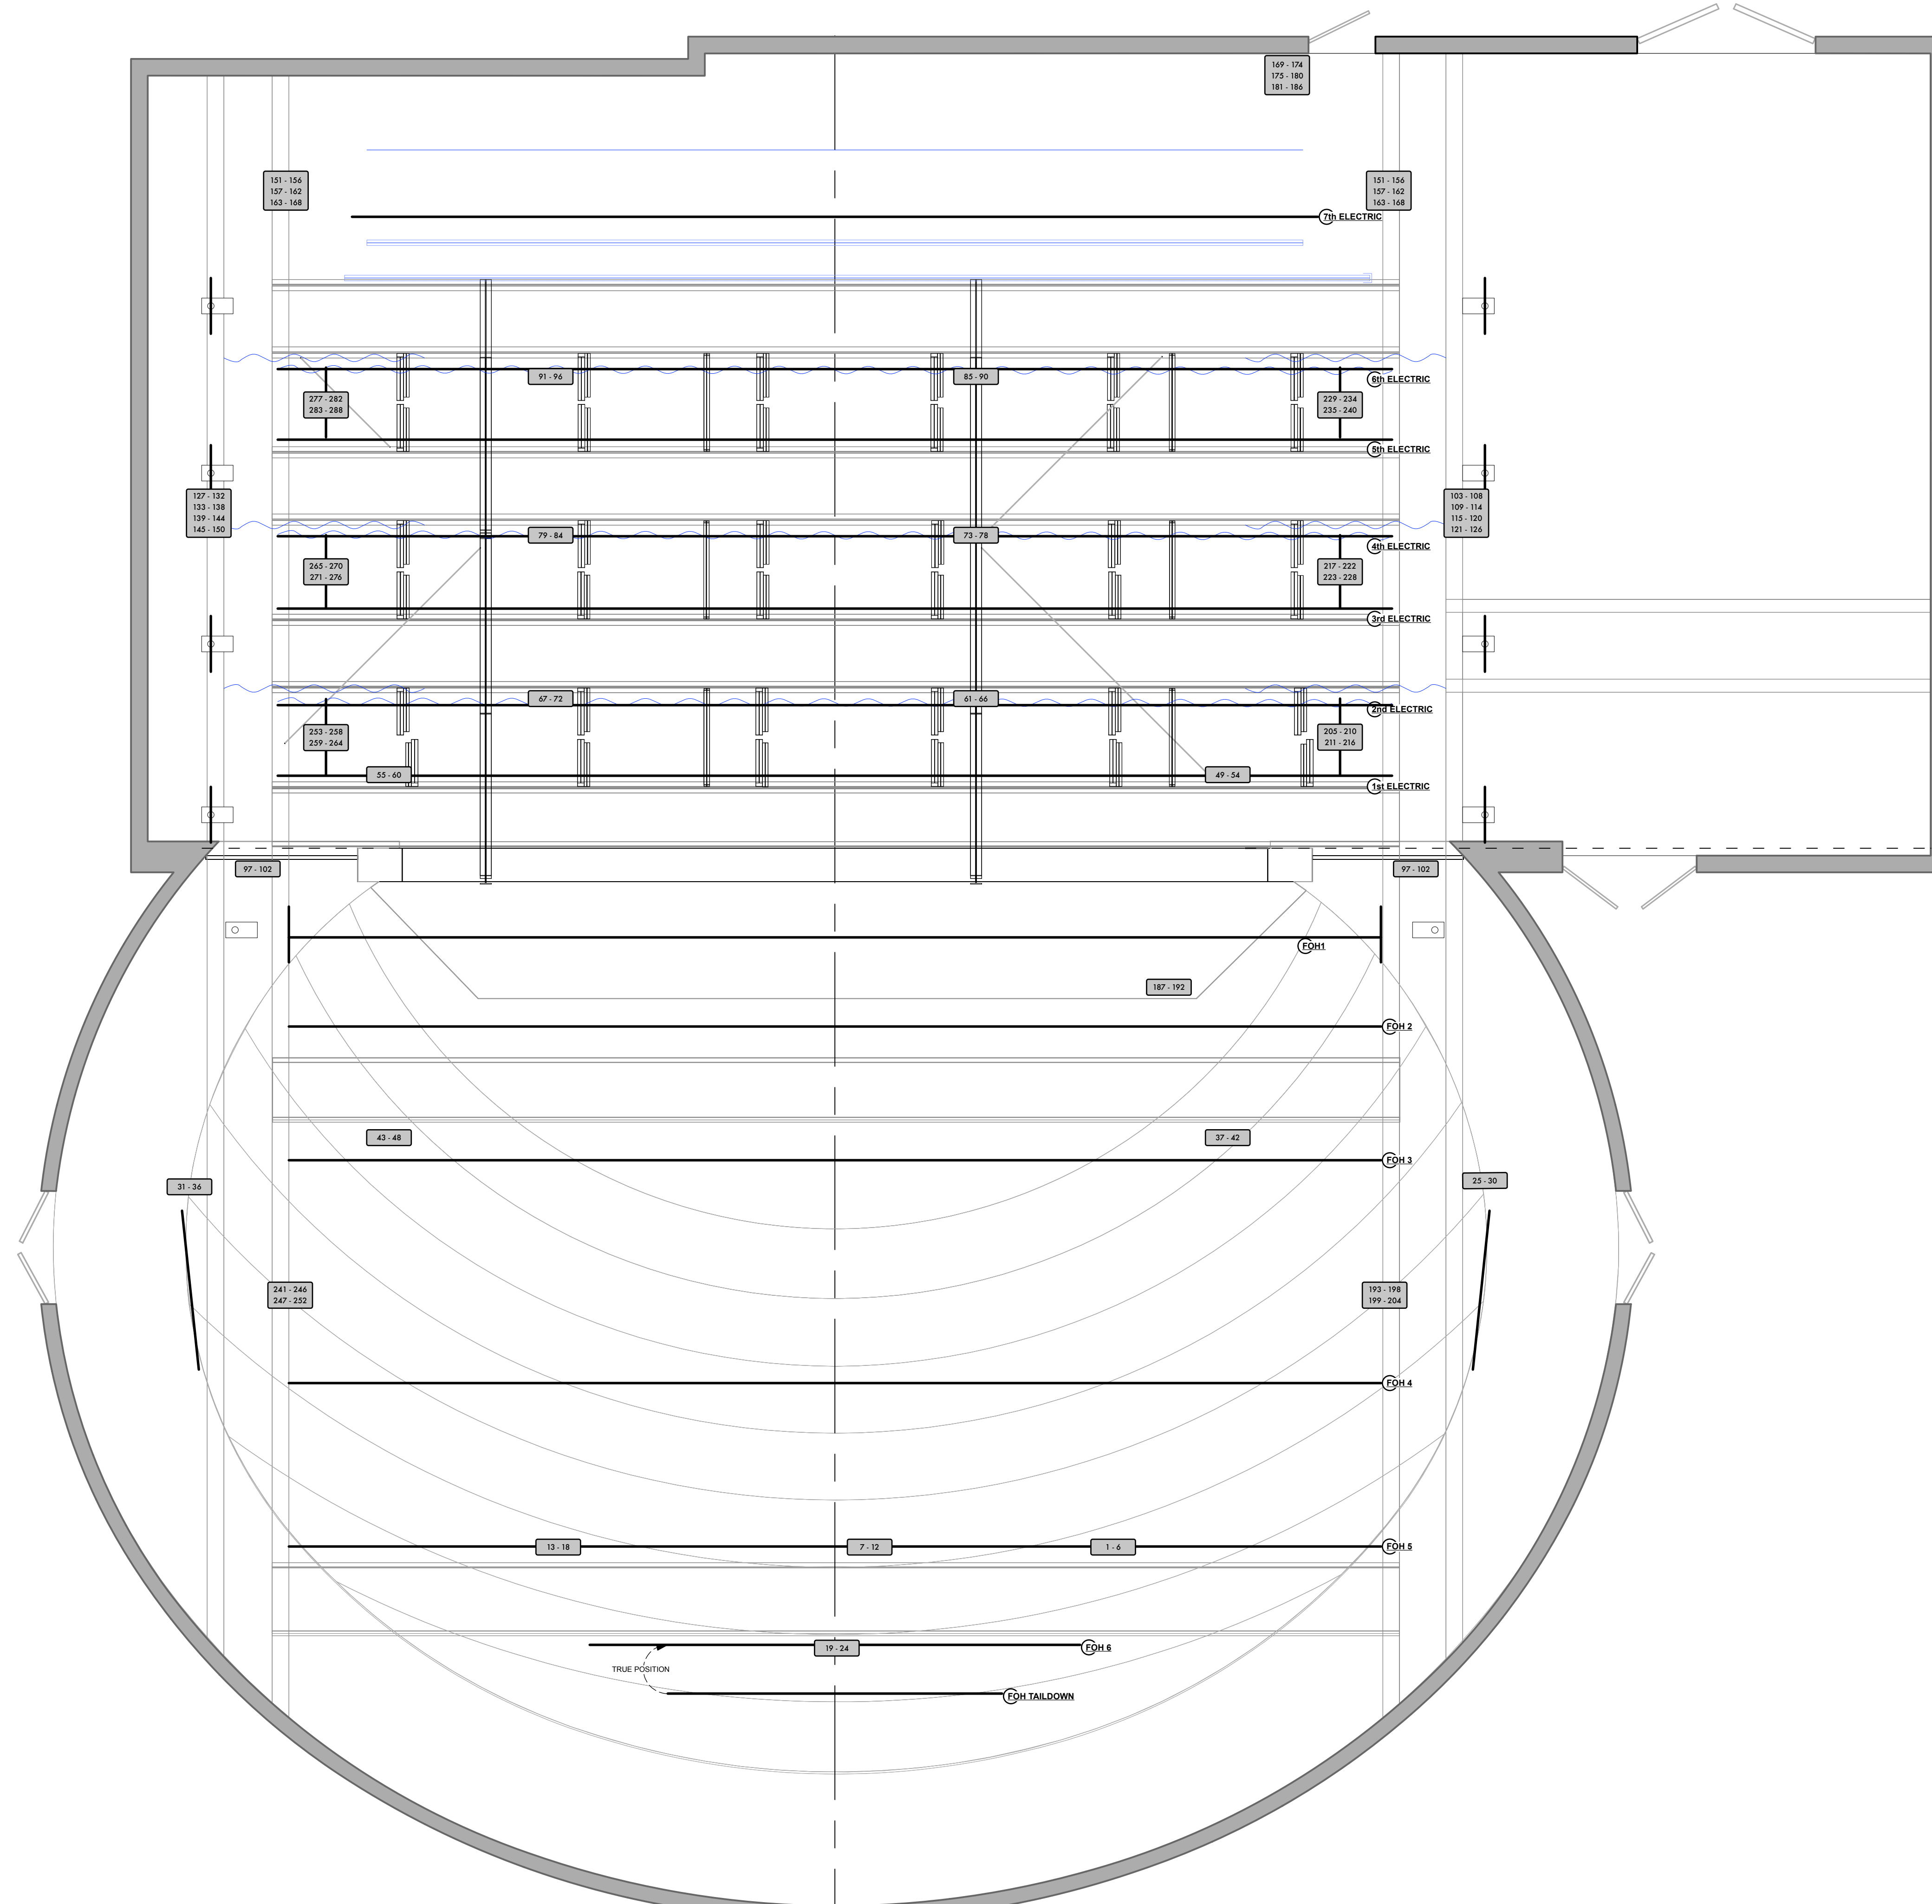 169 - 174
175 - 180
181 - 186
151 - 156
157 - 162
163 - 168
151 - 156
157 - 162
163 - 168
7th ELECTRIC
91 - 96
85 - 90
6th ELECTRIC
277 - 282
283 - 288
229 - 234
235 - 240
5th ELECTRIC
127 - 132
133 - 138
139 - 144
145 - 150
103 - 108
109 - 114
115 - 120
121 - 126
79 - 84
73 - 78
4th ELECTRIC
265 - 270
271 - 276
217 - 222
223 - 228
3rd ELECTRIC
67 - 72
61 - 66
2nd ELECTRIC
253 - 258
259 - 264
205 - 210
211 - 216
55 - 60
49 - 54
1st ELECTRIC
97 - 102
97 - 102
FOH1
187 - 192
FOH 2
43 - 48
37 - 42
FOH 3
31 - 36
25 - 30
241 - 246
247 - 252
193 - 198
199 - 204
FOH 4
13 - 18
7 - 12
1 - 6
FOH 5
19 - 24
FOH 6
TRUE POSITION
FOH TAILDOWN